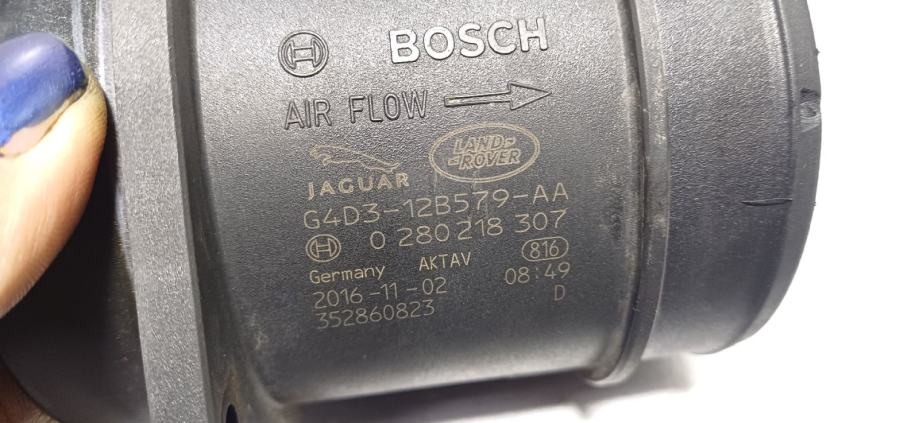 BOSCH
AIR FLOW
JAGUAR
LAND-
-ROVER
G4D3-12B579-AA
0 280 218 307
816
Germany AKTAV 08:49
2016-11-02 D
352860823